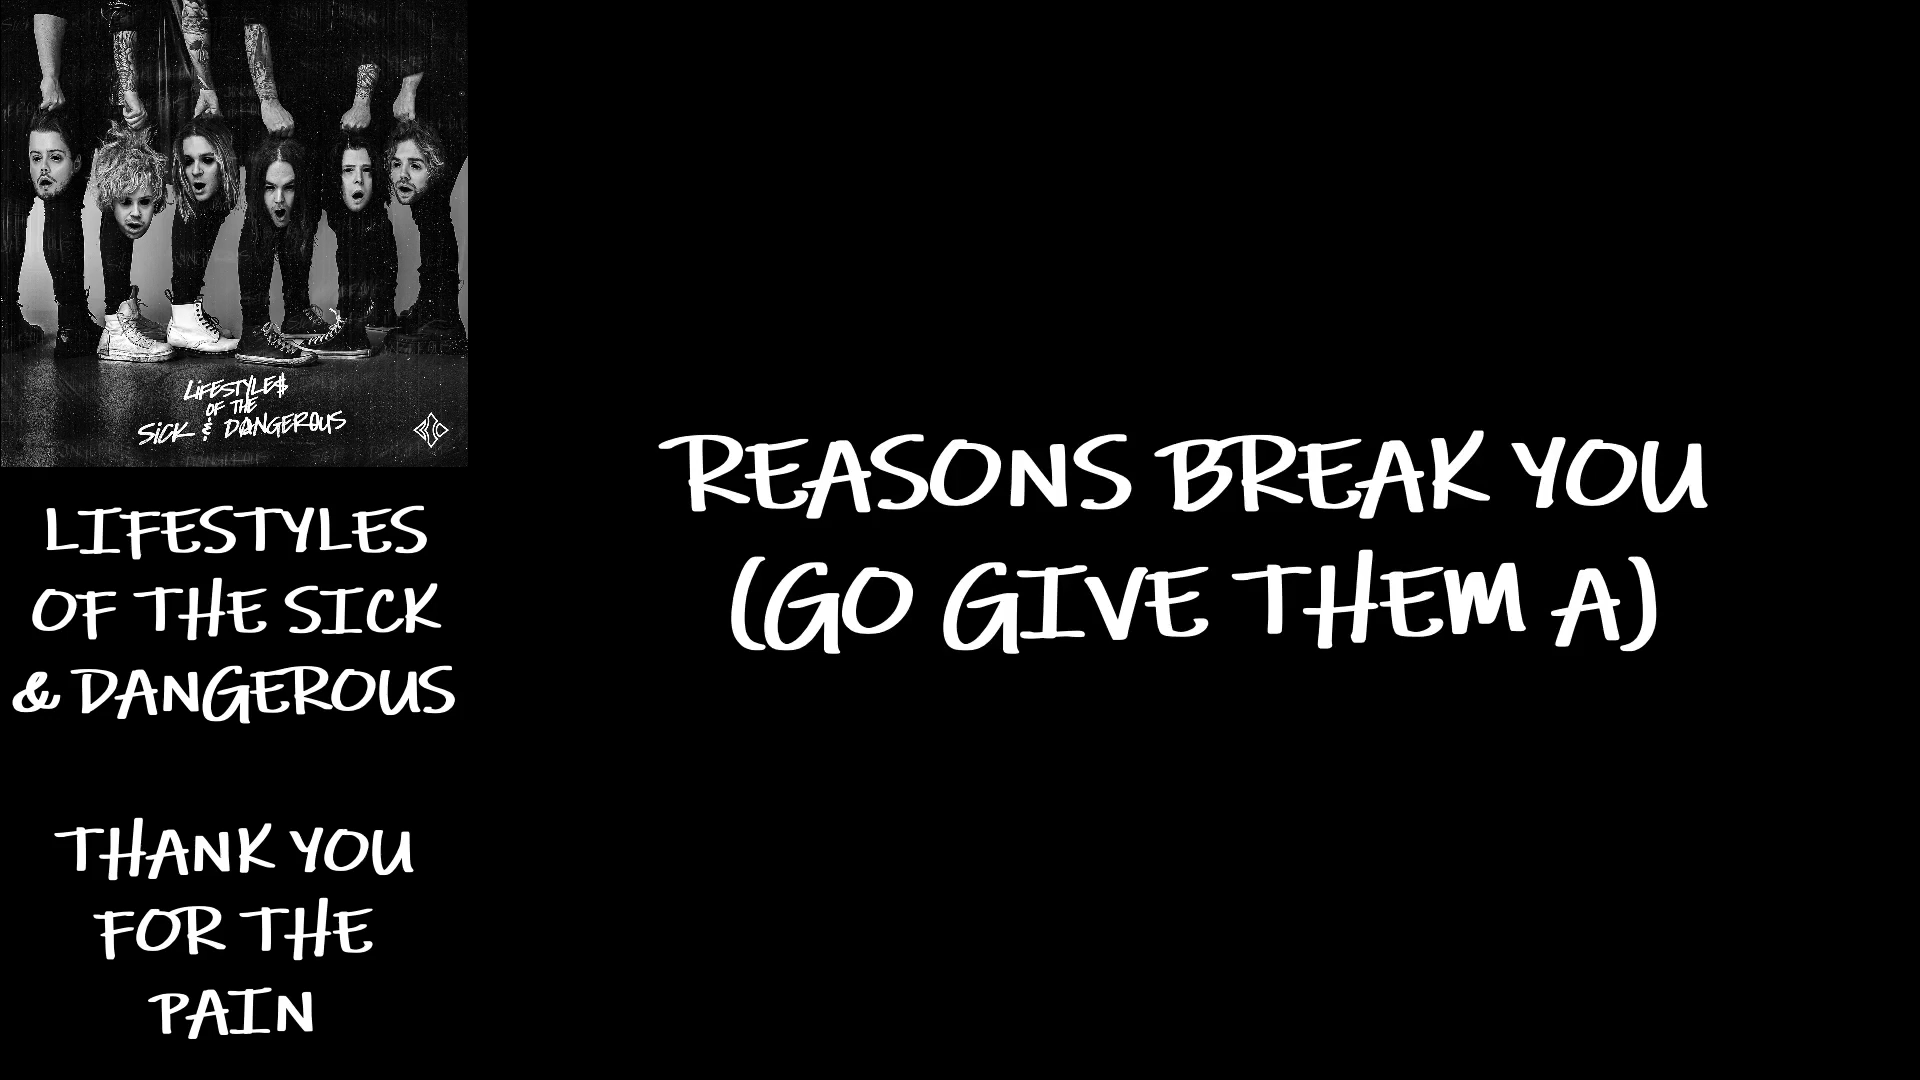 LIFESTYLE$
OF THE
SICK & DANGEROUS
LIFESTYLES
OF THE SICK
& DANGEROUS
THANK YOU
FOR THE
PAIN
REASONS BREAK YOU
(GO GIVE THEM A)